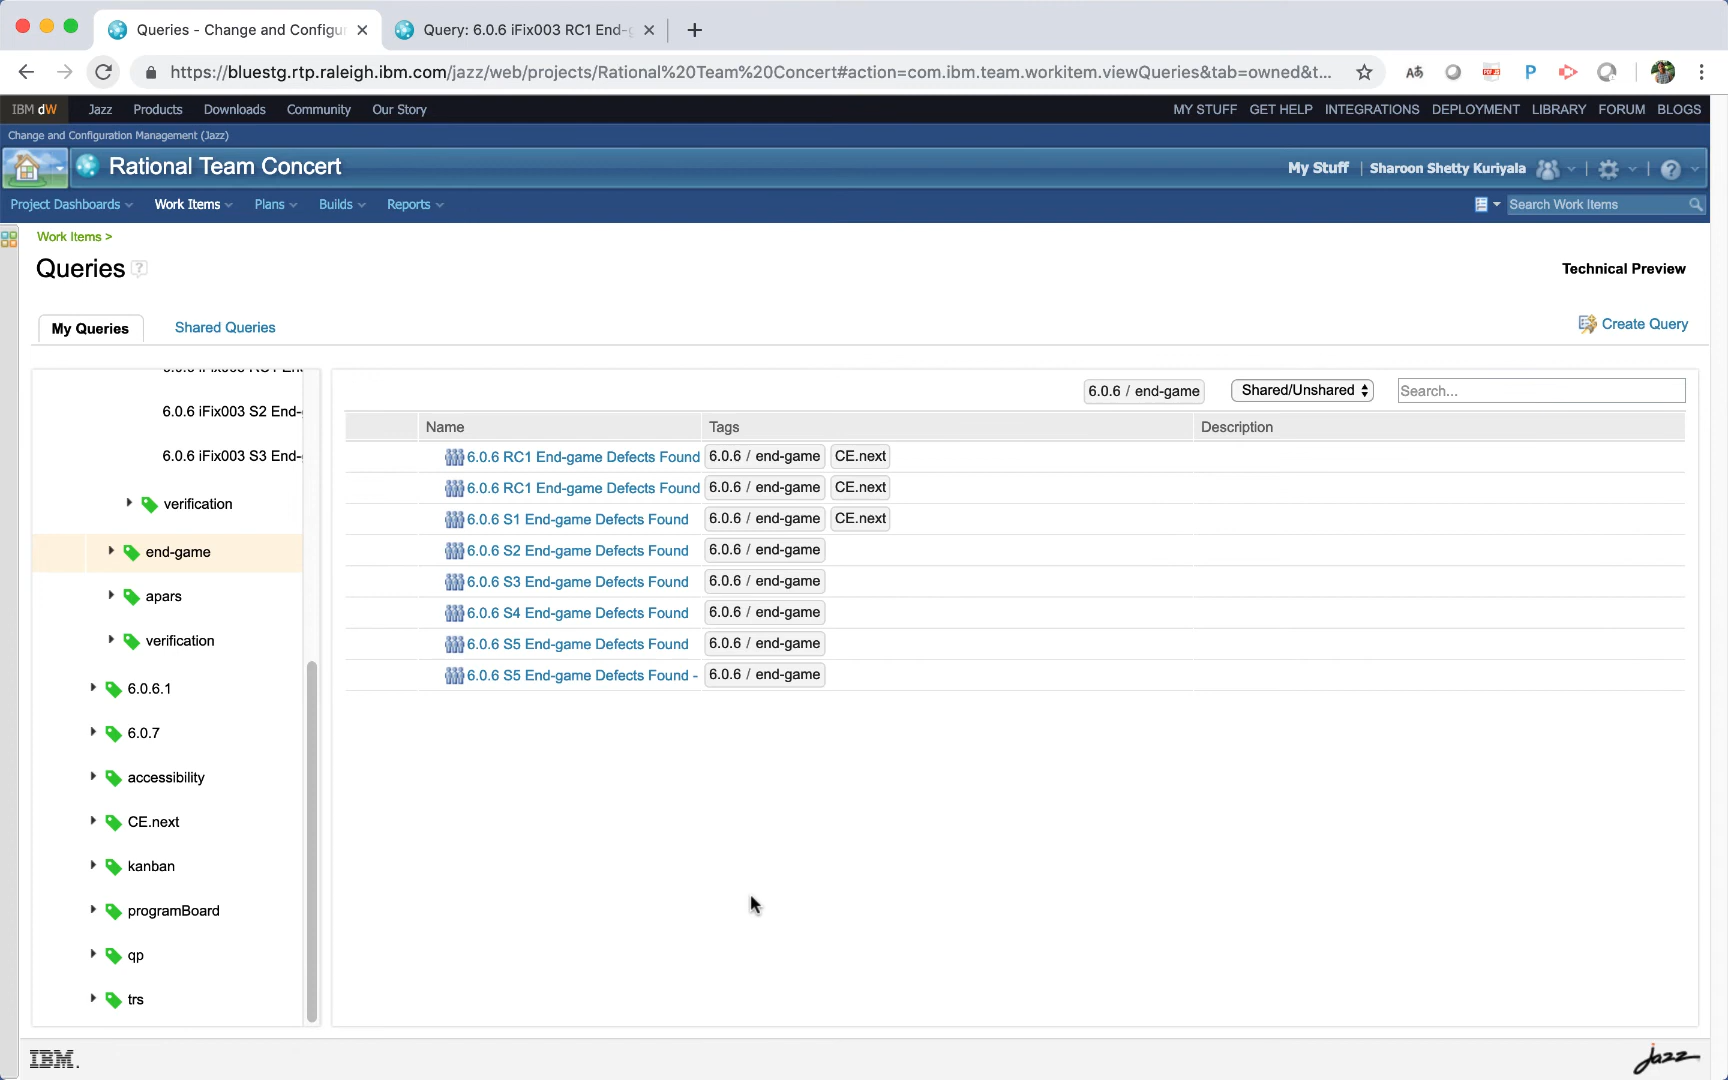 Queries - Change and Configu
Query: 6.0.6 iFix003 RC1 End-g
https://bluestg.rtp.raleigh.ibm.com/jazz/web/projects/Rational%20Team%20Concert#action=com.ibm.team.workitem.viewQueries&tab=owned&t...
IBM dW Jazz Products Downloads Community Our Story MY STUFF GET HELP INTEGRATIONS DEPLOYMENT LIBRARY FORUM BLOGS
Change and Configuration Management (Jazz)
Rational Team Concert My Stuff | Sharoon Shetty Kuriyala
Project Dashboards Work Items Plans Builds Reports Search Work Items
Work Items >
Queries ? Technical Preview
My Queries Shared Queries Create Query
6.0.6 / end-game Shared/Unshared Search...
6.0.6 iFix003 S2 End-
6.0.6 iFix003 S3 End-
verification
end-game
apars
verification
6.0.6.1
6.0.7
accessibility
CE.next
kanban
programBoard
qp
trs
Name Tags Description
6.0.6 RC1 End-game Defects Found 6.0.6 / end-game CE.next
6.0.6 RC1 End-game Defects Found 6.0.6 / end-game CE.next
6.0.6 S1 End-game Defects Found 6.0.6 / end-game CE.next
6.0.6 S2 End-game Defects Found 6.0.6 / end-game
6.0.6 S3 End-game Defects Found 6.0.6 / end-game
6.0.6 S4 End-game Defects Found 6.0.6 / end-game
6.0.6 S5 End-game Defects Found 6.0.6 / end-game
6.0.6 S5 End-game Defects Found - 6.0.6 / end-game
IBM.
jazz